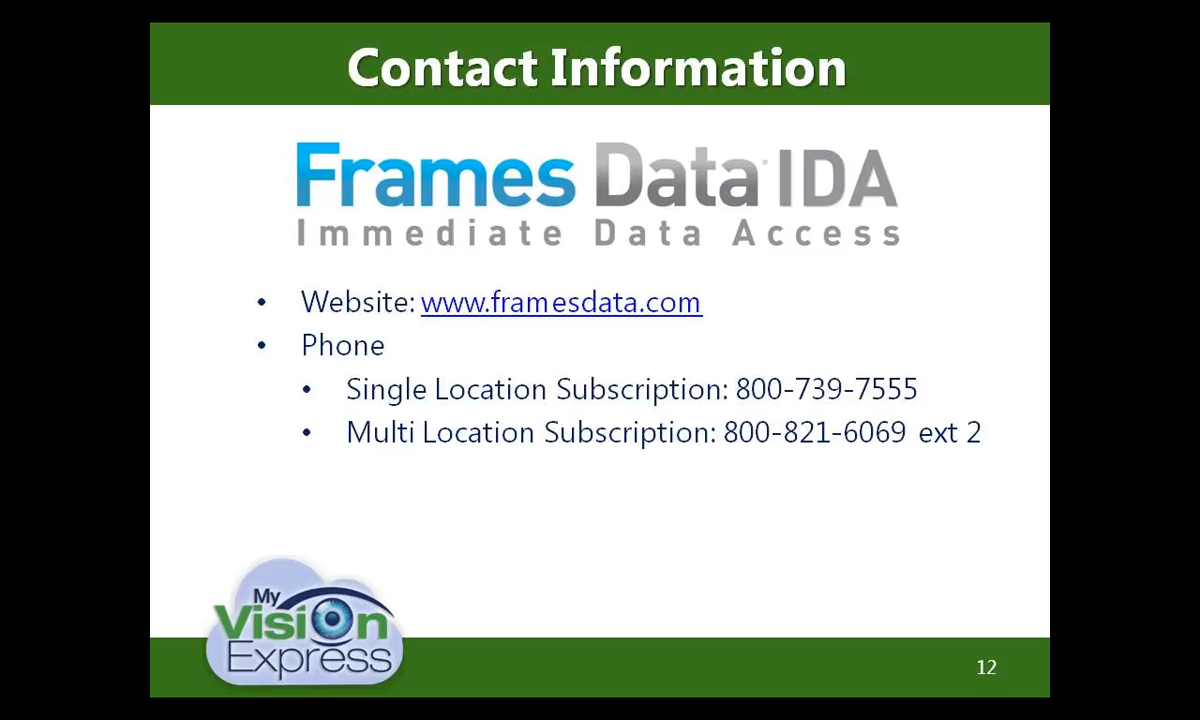 Contact Information
Frames Data IDA
Immediate Data Access
• Website: www.framesdata.com
• Phone
• Single Location Subscription: 800-739-7555
• Multi Location Subscription: 800-821-6069 ext 2
My
Vision
Express
12